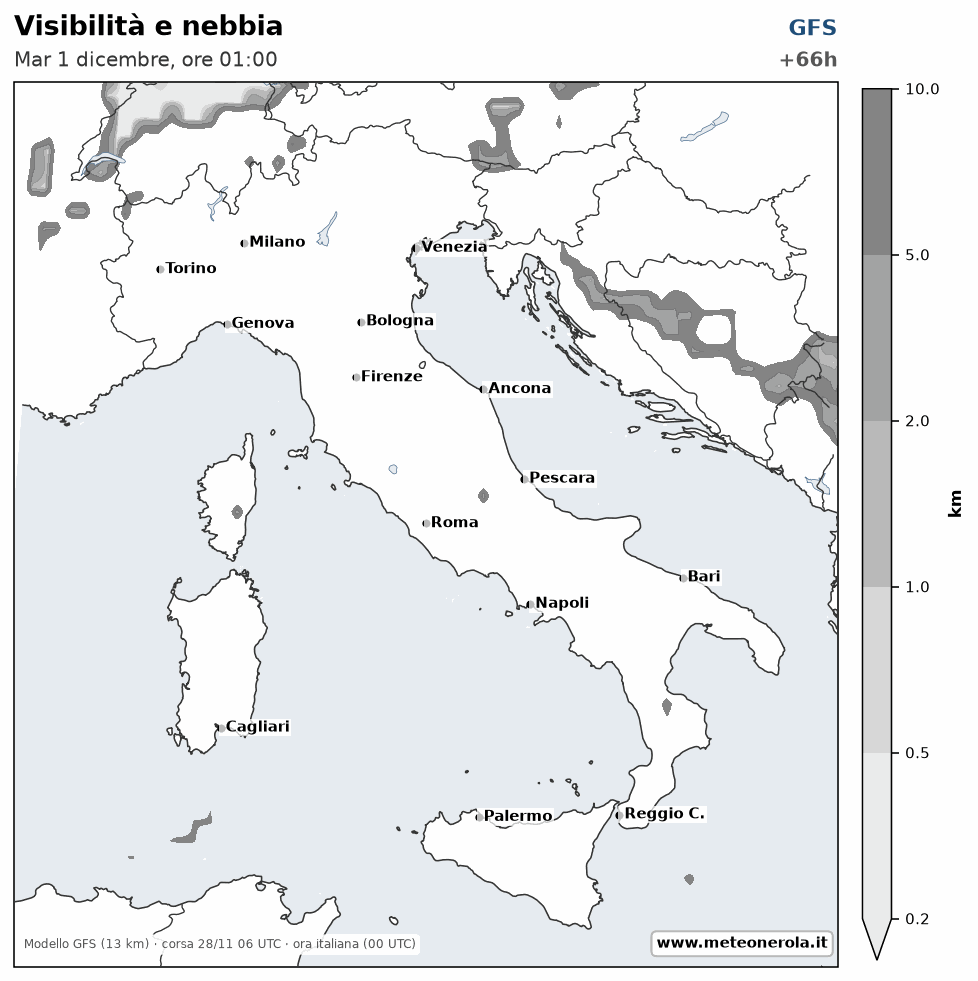 Visibilità e nebbia
GFS
Mar 1 dicembre, ore 01:00
+66h
10.0
5.0
2.0
1.0
0.5
0.2
km
Milano
Venezia
Torino
Genova
Bologna
Firenze
Ancona
Pescara
Roma
Bari
Napoli
Cagliari
Palermo
Reggio C.
Modello GFS (13 km) · corsa 28/11 06 UTC · ora italiana (00 UTC)
www.meteonerola.it